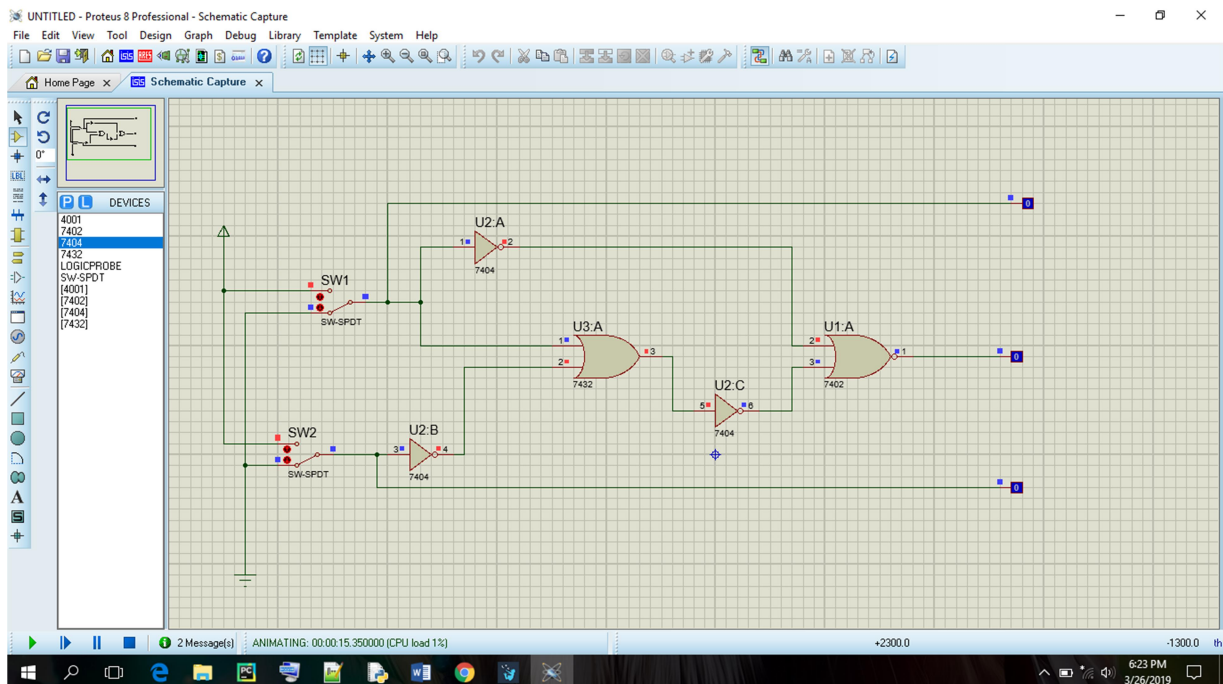 UNTITLED - Proteus 8 Professional - Schematic Capture
File Edit View Tool Design Graph Debug Library Template System Help
Home Page
Schematic Capture
0°
LBL
P L DEVICES
4001
7402
7404
7432
LOGICPROBE
SW-SPDT
[4001]
[7402]
[7404]
[7432]
A
S
0
U2:A
1 2
7404
SW1
SW-SPDT
U3:A
1
2
3
7432
U1:A
2
3
1
7402
0
U2:C
5 6
7404
SW2
SW-SPDT
U2:B
3 4
7404
0
2 Message(s)
ANIMATING: 00:00:15.350000 (CPU load 1%)
+2300.0
-1300.0
th
6:23 PM
3/26/2019